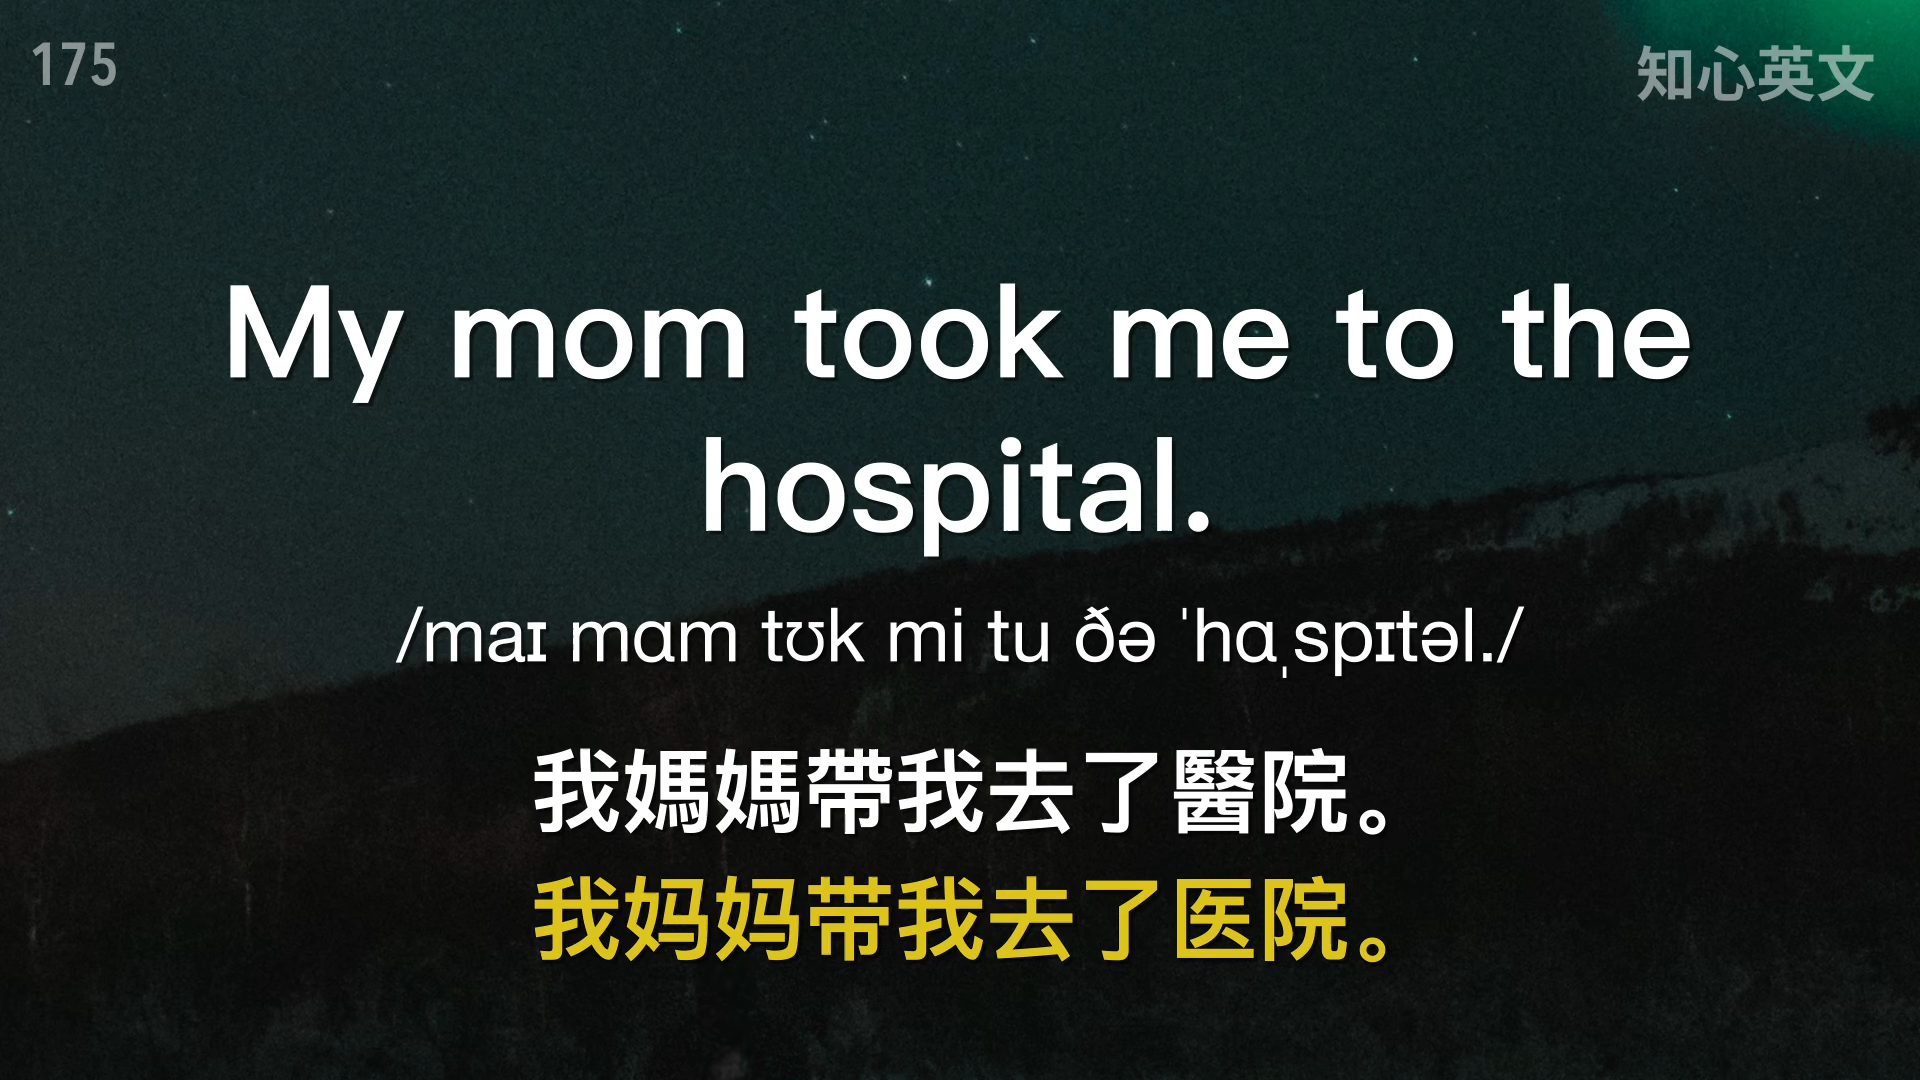 175
知心英文
My mom took me to the
hospital.
/maɪ mɑm tʊk mi tu ðə ˈhɑˌspɪtəl./
我媽媽帶我去了醫院。
我妈妈带我去了医院。